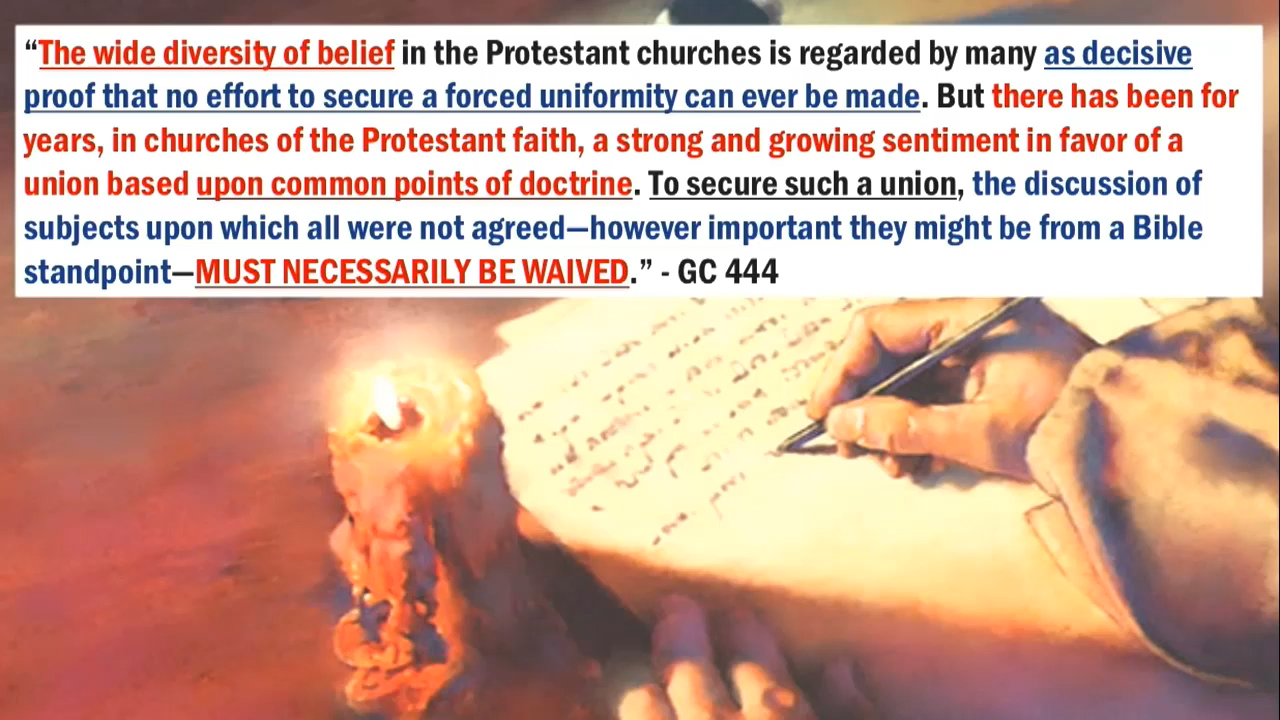 “The wide diversity of belief in the Protestant churches is regarded by many as decisive
proof that no effort to secure a forced uniformity can ever be made. But there has been for
years, in churches of the Protestant faith, a strong and growing sentiment in favor of a
union based upon common points of doctrine. To secure such a union, the discussion of
subjects upon which all were not agreed—however important they might be from a Bible
standpoint—MUST NECESSARILY BE WAIVED.” - GC 444